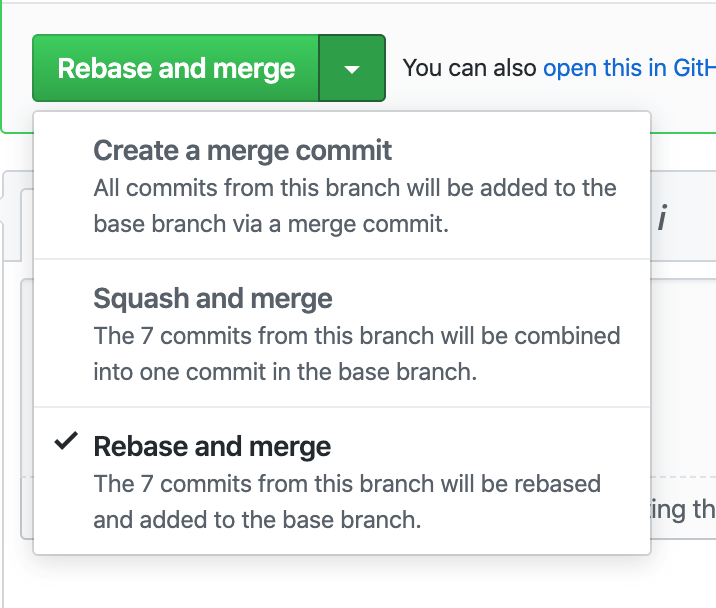 Rebase and merge
You can also open this in GitH
Create a merge commit
All commits from this branch will be added to the
base branch via a merge commit.
i
Squash and merge
The 7 commits from this branch will be combined
into one commit in the base branch.
Rebase and merge
The 7 commits from this branch will be rebased
and added to the base branch.
ing th